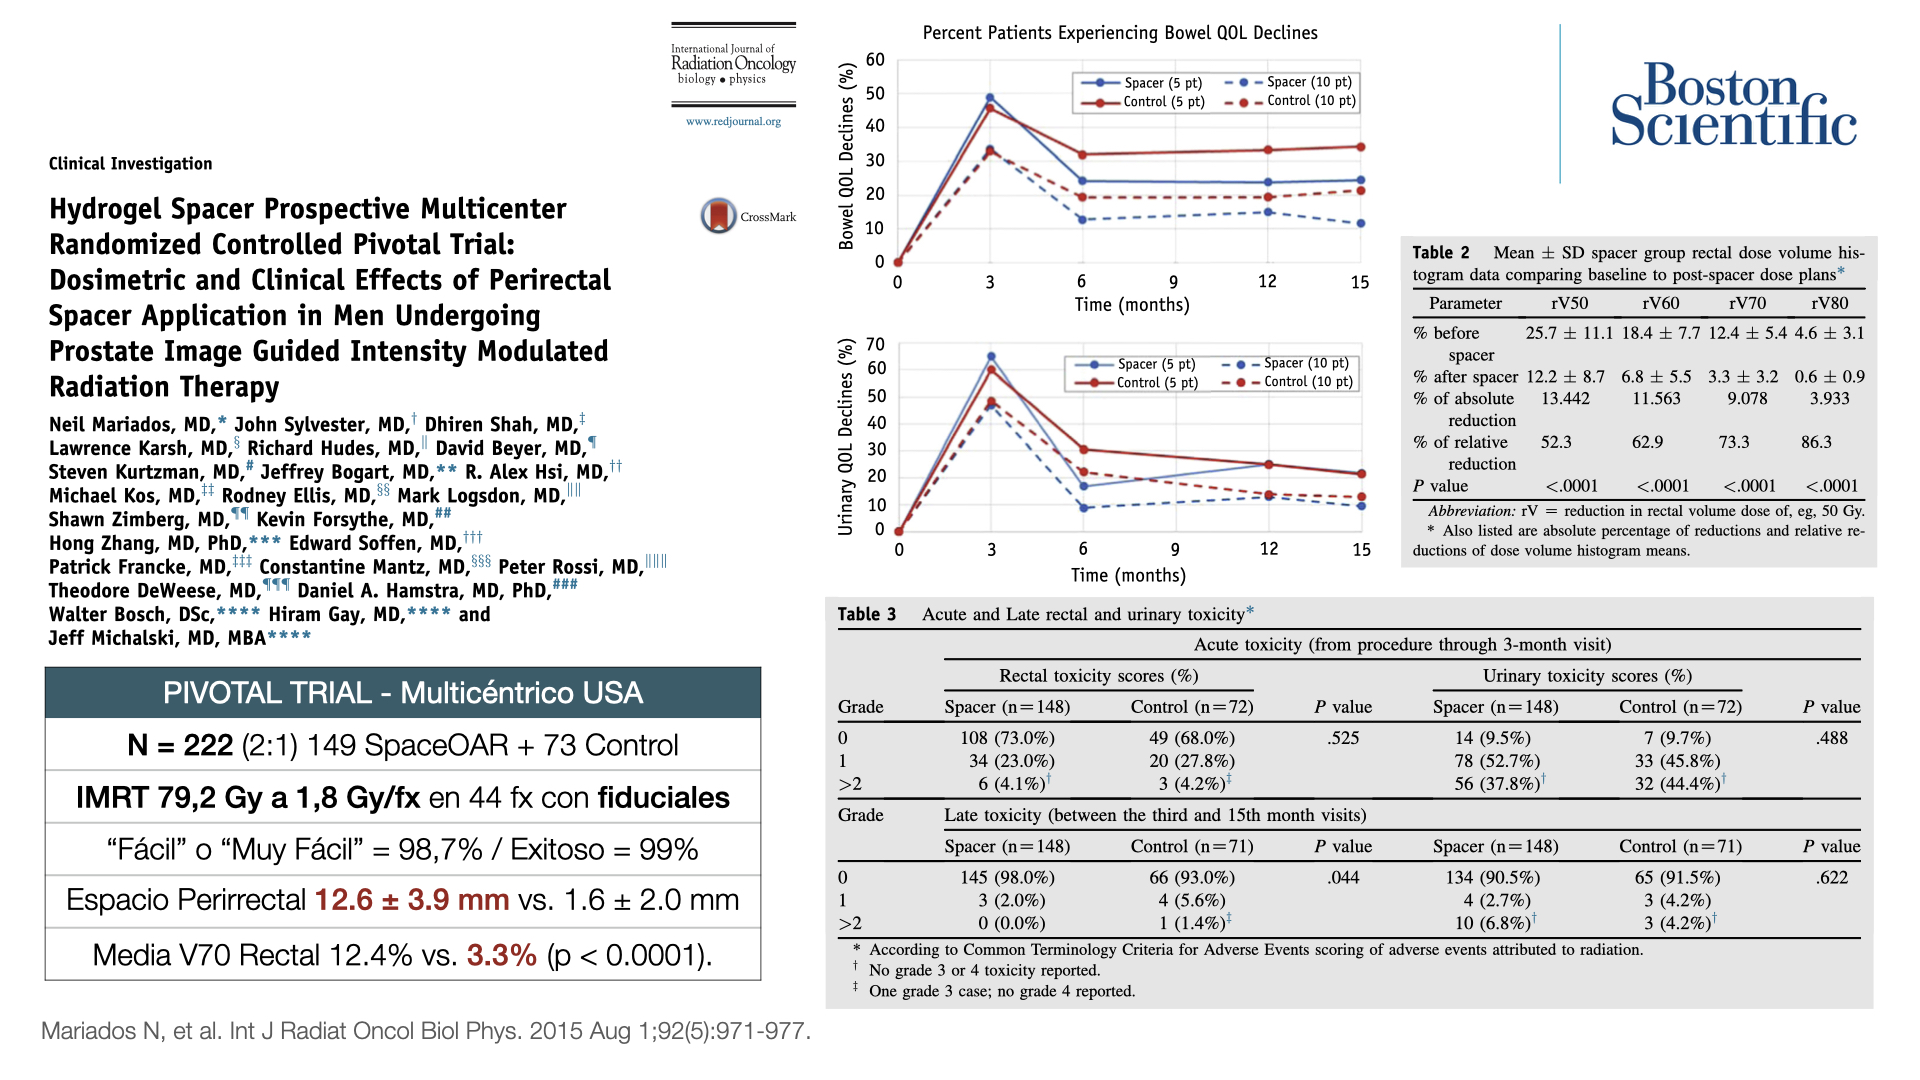 International Journal of
Radiation Oncology
biology • physics
www.redjournal.org
Clinical Investigation
Hydrogel Spacer Prospective Multicenter
Randomized Controlled Pivotal Trial:
Dosimetric and Clinical Effects of Perirectal
Spacer Application in Men Undergoing
Prostate Image Guided Intensity Modulated
Radiation Therapy
CrossMark
Neil Mariados, MD,* John Sylvester, MD,† Dhiren Shah, MD,‡
Lawrence Karsh, MD,§ Richard Hudes, MD,‖ David Beyer, MD,¶
Steven Kurtzman, MD,# Jeffrey Bogart, MD,** R. Alex Hsi, MD,††
Michael Kos, MD,‡‡ Rodney Ellis, MD,§§ Mark Logsdon, MD,‖‖
Shawn Zimberg, MD,¶¶ Kevin Forsythe, MD,##
Hong Zhang, MD, PhD,*** Edward Soffen, MD,†††
Patrick Francke, MD,‡‡‡ Constantine Mantz, MD,§§§ Peter Rossi, MD,‖‖‖
Theodore DeWeese, MD,¶¶¶ Daniel A. Hamstra, MD, PhD,###
Walter Bosch, DSc,**** Hiram Gay, MD,**** and
Jeff Michalski, MD, MBA****
PIVOTAL TRIAL - Multicéntrico USA
N = 222 (2:1) 149 SpaceOAR + 73 Control
IMRT 79,2 Gy a 1,8 Gy/fx en 44 fx con fiduciales
“Fácil” o “Muy Fácil” = 98,7% / Exitoso = 99%
Espacio Perirrectal 12.6 ± 3.9 mm vs. 1.6 ± 2.0 mm
Media V70 Rectal 12.4% vs. 3.3% (p < 0.0001).
Mariados N, et al. Int J Radiat Oncol Biol Phys. 2015 Aug 1;92(5):971-977.
Percent Patients Experiencing Bowel QOL Declines
Bowel QOL Declines (%)
60
50
40
30
20
10
0
Spacer (5 pt) Spacer (10 pt)
Control (5 pt) Control (10 pt)
0 3 6 9 12 15
Time (months)
Urinary QOL Declines (%)
70
60
50
40
30
20
10
0
Spacer (5 pt) Spacer (10 pt)
Control (5 pt) Control (10 pt)
0 3 6 9 12 15
Time (months)
Boston
Scientific
Table 2 Mean ± SD spacer group rectal dose volume his-
togram data comparing baseline to post-spacer dose plans*
Parameter rV50 rV60 rV70 rV80
% before 25.7 ± 11.1 18.4 ± 7.7 12.4 ± 5.4 4.6 ± 3.1
spacer
% after spacer 12.2 ± 8.7 6.8 ± 5.5 3.3 ± 3.2 0.6 ± 0.9
% of absolute 13.442 11.563 9.078 3.933
reduction
% of relative 52.3 62.9 73.3 86.3
reduction
P value <.0001 <.0001 <.0001 <.0001
Abbreviation: rV = reduction in rectal volume dose of, eg, 50 Gy.
* Also listed are absolute percentage of reductions and relative re-
ductions of dose volume histogram means.
Table 3 Acute and Late rectal and urinary toxicity*
Acute toxicity (from procedure through 3-month visit)
Rectal toxicity scores (%) Urinary toxicity scores (%)
Grade Spacer (n=148) Control (n=72) P value Spacer (n=148) Control (n=72) P value
0 108 (73.0%) 49 (68.0%) .525 14 (9.5%) 7 (9.7%) .488
1 34 (23.0%) 20 (27.8%) 78 (52.7%) 33 (45.8%)
>2 6 (4.1%)† 3 (4.2%)‡ 56 (37.8%)† 32 (44.4%)†
Grade Late toxicity (between the third and 15th month visits)
Spacer (n=148) Control (n=71) P value Spacer (n=148) Control (n=71) P value
0 145 (98.0%) 66 (93.0%) .044 134 (90.5%) 65 (91.5%) .622
1 3 (2.0%) 4 (5.6%) 4 (2.7%) 3 (4.2%)
>2 0 (0.0%) 1 (1.4%)‡ 10 (6.8%)† 3 (4.2%)†
* According to Common Terminology Criteria for Adverse Events scoring of adverse events attributed to radiation.
† No grade 3 or 4 toxicity reported.
‡ One grade 3 case; no grade 4 reported.